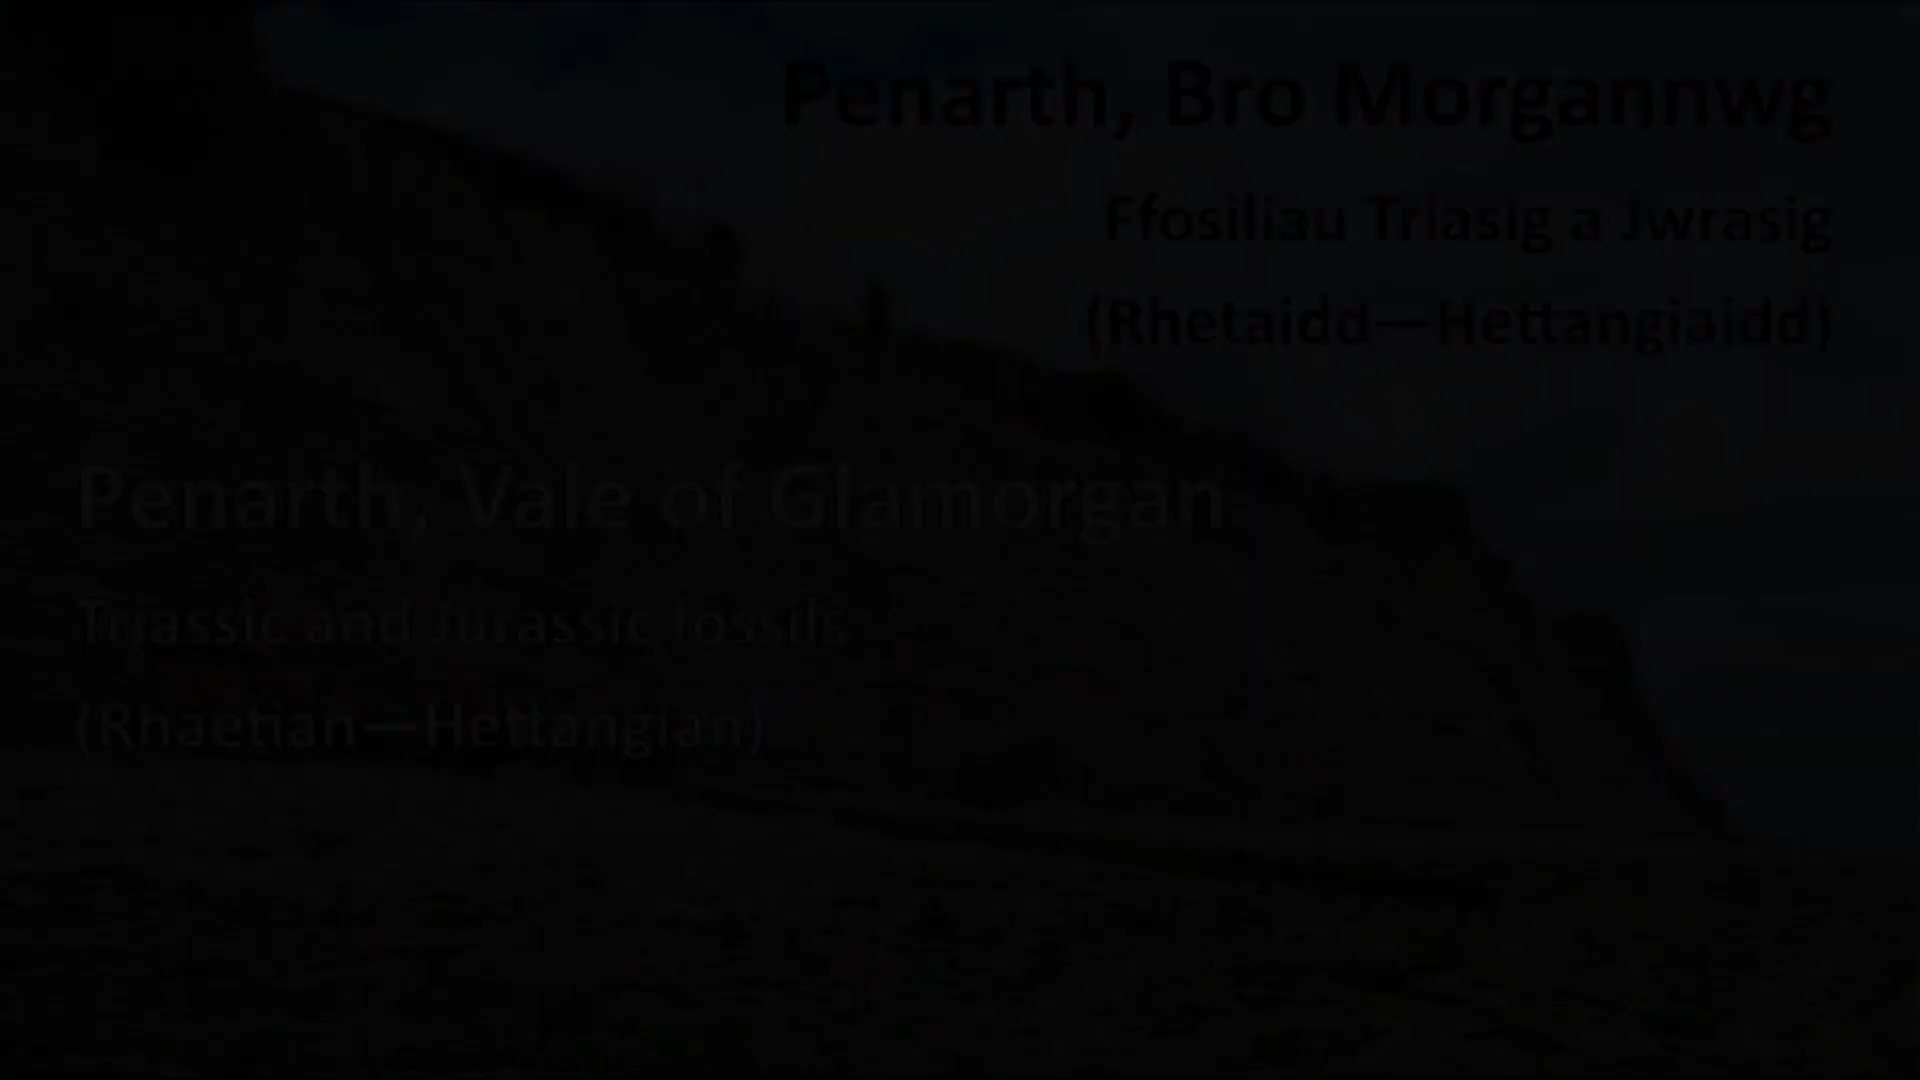 Penarth, Bro Morgannwg
Ffosiliau Triasig a Jwrasig
(Rhetaidd—Hettangiaidd)
Penarth, Vale of Glamorgan
Triassic and Jurassic fossils
(Rhaetian—Hettangian)